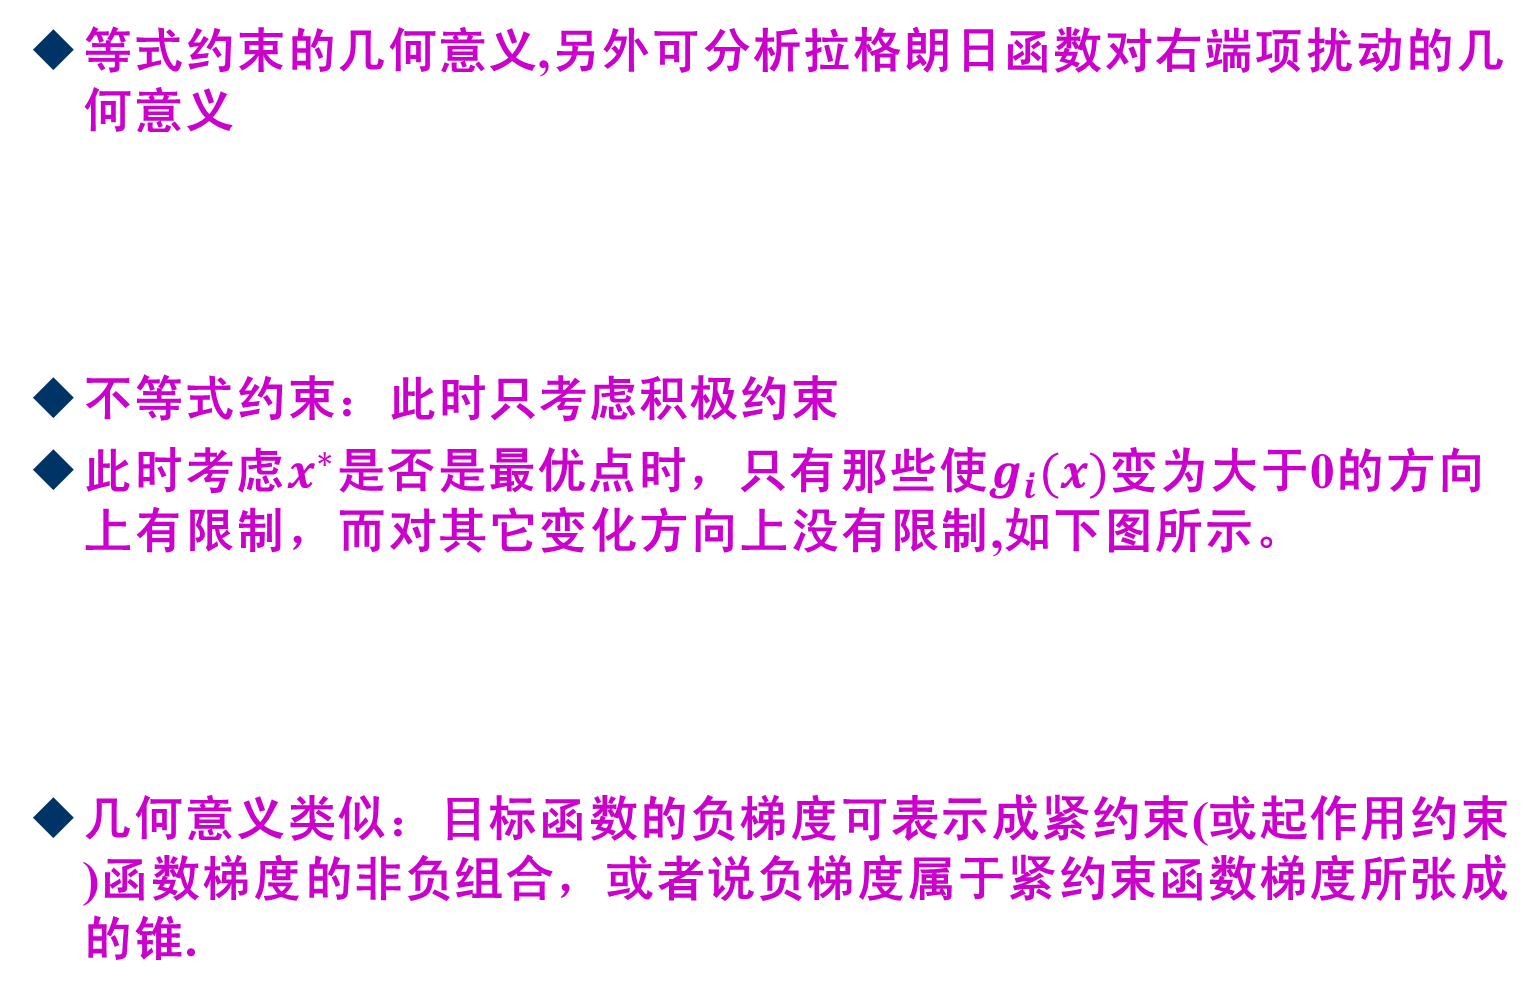 ◆等式约束的几何意义,另外可分析拉格朗日函数对右端项扰动的几
何意义
◆不等式约束：此时只考虑积极约束
◆此时考虑x*是否是最优点时，只有那些使gᵢ(x)变为大于0的方向
上有限制，而对其它变化方向上没有限制,如下图所示。
◆几何意义类似：目标函数的负梯度可表示成紧约束(或起作用约束
)函数梯度的非负组合，或者说负梯度属于紧约束函数梯度所张成
的锥.